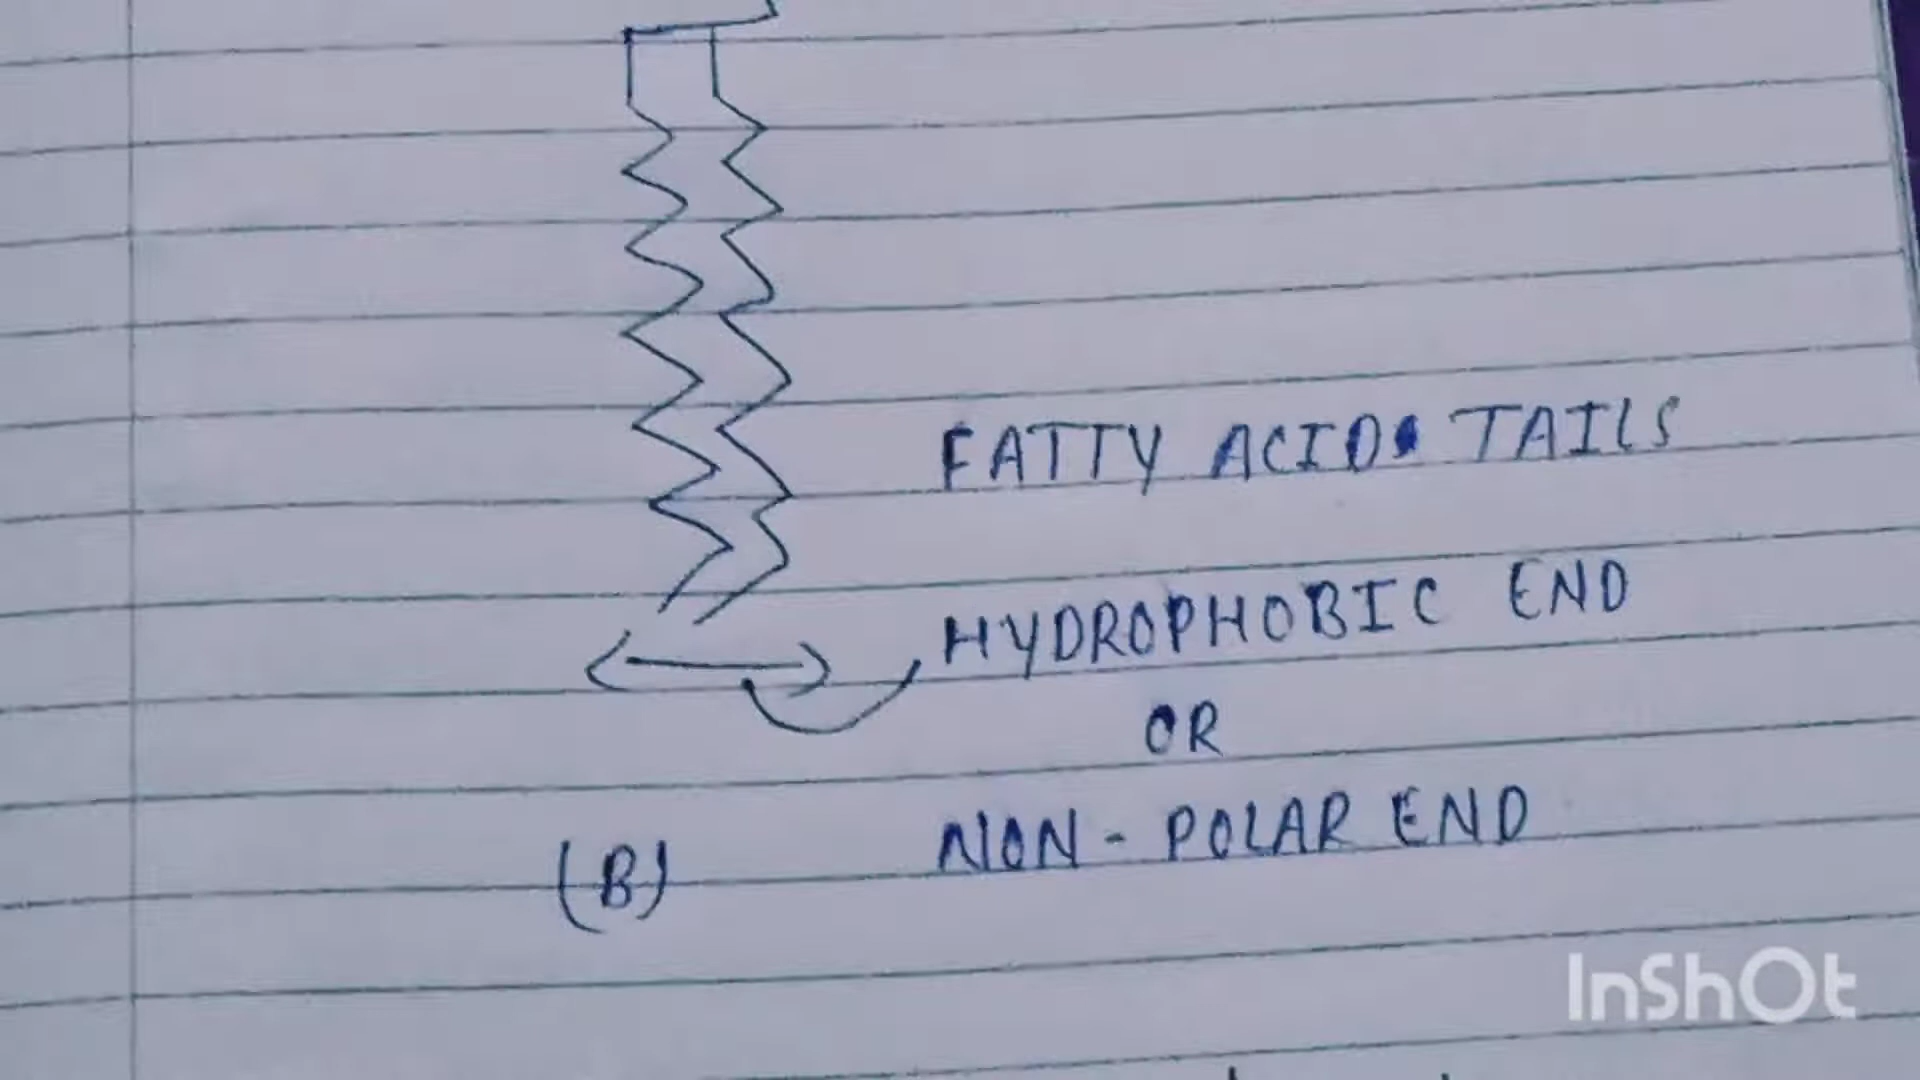 FATTY ACID TAILS
HYDROPHOBIC END
OR
NON - POLAR END
(B)
InShOt